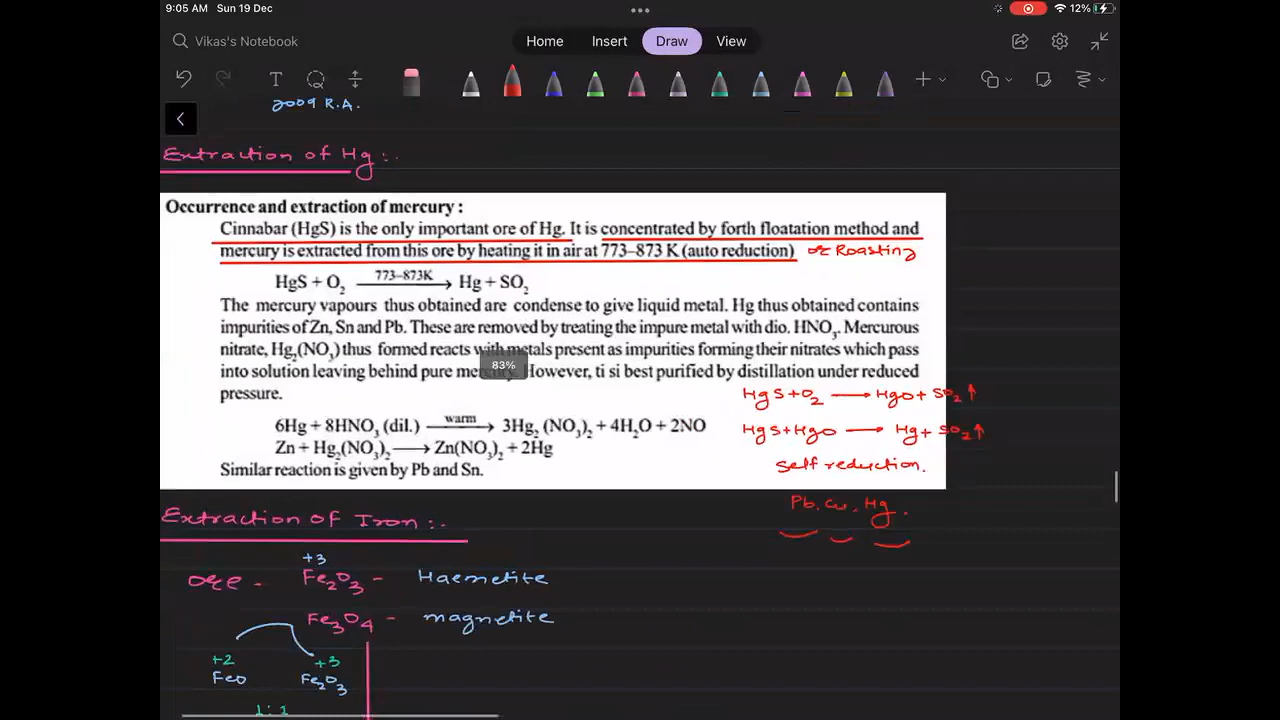 9:05 AM Sun 19 Dec
12%
Vikas's Notebook
Home Insert Draw View
2009 R.A.
Extraction of Hg:.
Occurrence and extraction of mercury :
Cinnabar (HgS) is the only important ore of Hg. It is concentrated by forth floatation method and
mercury is extracted from this ore by heating it in air at 773–873 K (auto reduction) or Roasting
HgS + O₂ —773–873K→ Hg + SO₂
The mercury vapours thus obtained are condense to give liquid metal. Hg thus obtained contains
impurities of Zn, Sn and Pb. These are removed by treating the impure metal with dio. HNO₃. Mercurous
nitrate, Hg₂(NO₃) thus formed reacts with metals present as impurities forming their nitrates which pass
83%
into solution leaving behind pure mercury. However, ti si best purified by distillation under reduced
pressure.
HgS+O₂ → HgO+ SO₂ ↑
6Hg + 8HNO₃ (dil.) —warm→ 3Hg₂ (NO₃)₂ + 4H₂O + 2NO
HgS+HgO → Hg+ SO₂ ↑
Zn + Hg₂(NO₃)₂ → Zn(NO₃)₂ + 2Hg
Self reduction.
Similar reaction is given by Pb and Sn.
Pb. Cu. Hg.
Extraction of Iron:.
+3
Ore - Fe₂O₃ - Haemetite
Fe₃O₄ - magnetite
+2 +3
FeO Fe₂O₃
1:1